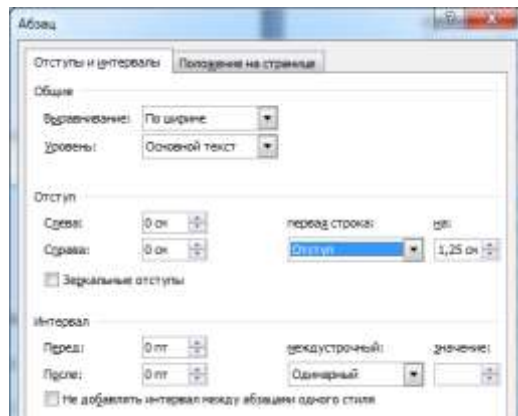 Абзац
Отступы и интервалы Положение на странице
Общие
Выравнивание: По ширине
Уровень: Основной текст
Отступ
Слева: 0 см первая строка: на:
Справа: 0 см Отступ 1,25 см
Зеркальные отступы
Интервал
Перед: 0 пт междустрочный: значение:
После: 0 пт Одинарный
Не добавлять интервал между абзацами одного стиля